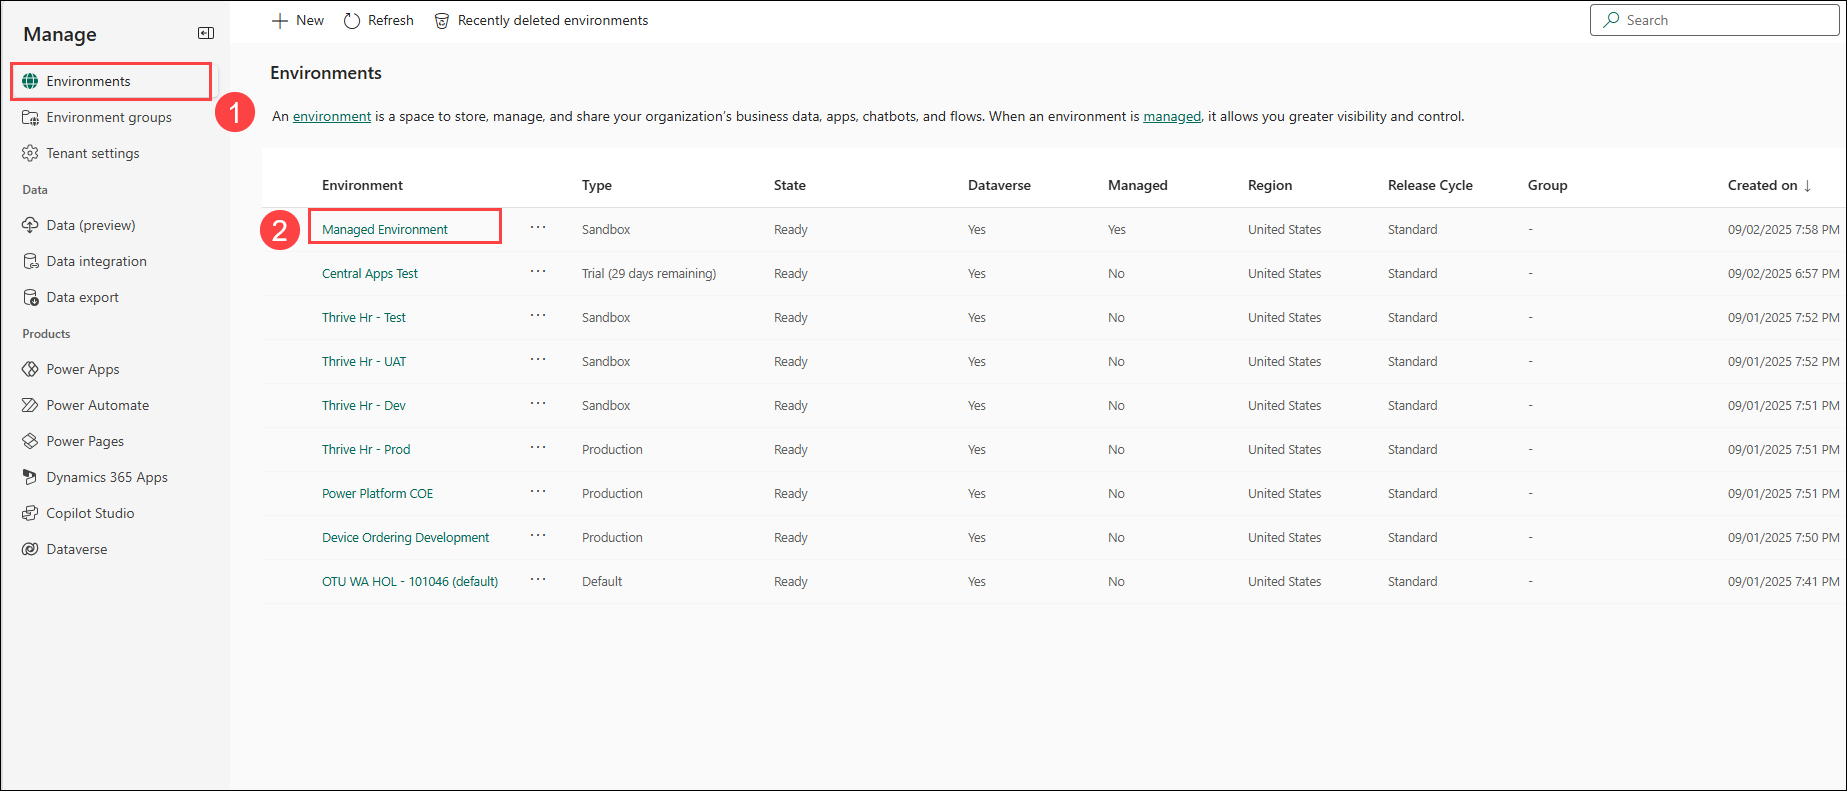 Manage
Environments
Environment groups
Tenant settings
Data
Data (preview)
Data integration
Data export
Products
Power Apps
Power Automate
Power Pages
Dynamics 365 Apps
Copilot Studio
Dataverse
1
New Refresh Recently deleted environments Search
Environments
An environment is a space to store, manage, and share your organization's business data, apps, chatbots, and flows. When an environment is managed, it allows you greater visibility and control.
Environment Type State Dataverse Managed Region Release Cycle Group Created on ↓
2 Managed Environment ... Sandbox Ready Yes Yes United States Standard - 09/02/2025 7:58 PM
Central Apps Test ... Trial (29 days remaining) Ready Yes No United States Standard - 09/02/2025 6:57 PM
Thrive Hr - Test ... Sandbox Ready Yes No United States Standard - 09/01/2025 7:52 PM
Thrive Hr - UAT ... Sandbox Ready Yes No United States Standard - 09/01/2025 7:52 PM
Thrive Hr - Dev ... Sandbox Ready Yes No United States Standard - 09/01/2025 7:51 PM
Thrive Hr - Prod ... Production Ready Yes No United States Standard - 09/01/2025 7:51 PM
Power Platform COE ... Production Ready Yes No United States Standard - 09/01/2025 7:51 PM
Device Ordering Development ... Production Ready Yes No United States Standard - 09/01/2025 7:50 PM
OTU WA HOL - 101046 (default) ... Default Ready Yes No United States Standard - 09/01/2025 7:41 PM